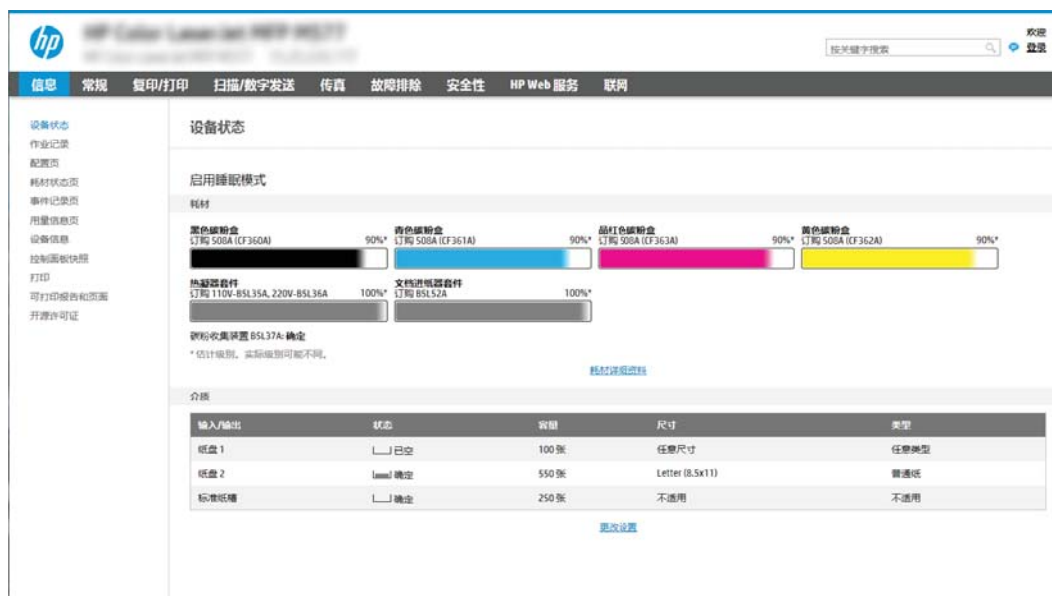 hp
HP Color LaserJet MFP M577
欢迎
按关键字搜索
登录
信息 常规 复印/打印 扫描/数字发送 传真 故障排除 安全性 HP Web 服务 联网
设备状态
作业记录
配置页
耗材状态页
事件记录页
用量信息页
设备信息
控制面板快照
打印
可打印报告和页面
开源许可证
设备状态
启用睡眠模式
耗材
黑色碳粉盒 青色碳粉盒 品红色碳粉盒 黄色碳粉盒
订购 508A (CF360A) 90%* 订购 508A (CF361A) 90%* 订购 508A (CF363A) 90%* 订购 508A (CF362A) 90%*
热凝器套件 文档进纸器套件
订购 110V-B5L35A, 220V-B5L36A 100%* 订购 B5L52A 100%*
碳粉收集装置 B5L37A: 确定
* 估计级别。实际级别可能不同。
耗材详细资料
介质
输入/输出 状态 容量 尺寸 类型
纸盘 1 已空 100 张 任意尺寸 任意类型
纸盘 2 确定 550 张 Letter (8.5x11) 普通纸
标准纸槽 确定 250 张 不适用 不适用
更改设置